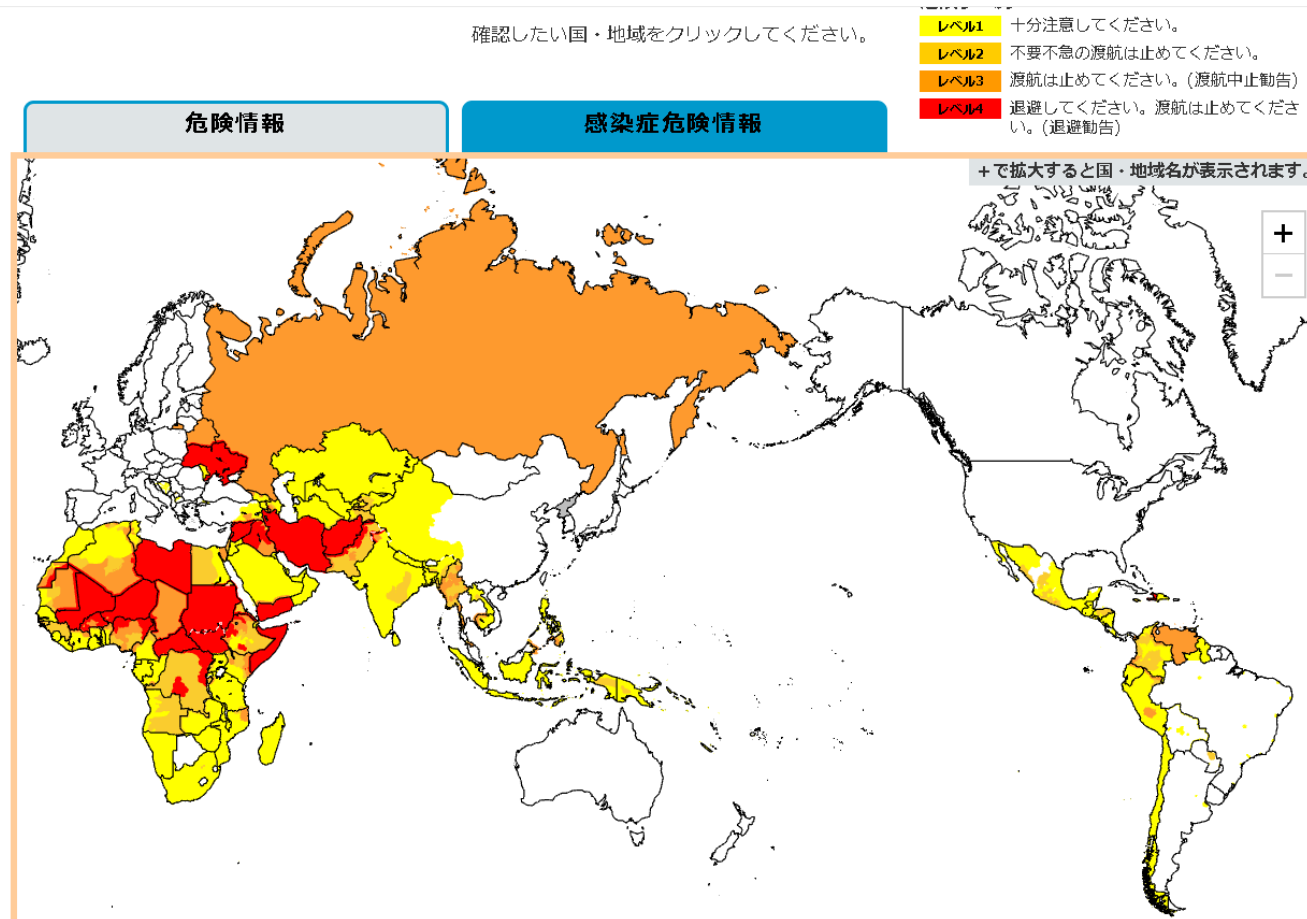 確認したい国・地域をクリックしてください。
レベル1 十分注意してください。
レベル2 不要不急の渡航は止めてください。
レベル3 渡航は止めてください。(渡航中止勧告)
レベル4 退避してください。渡航は止めてくださ
い。(退避勧告)
危険情報
感染症危険情報
+で拡大すると国・地域名が表示されます。
+
−